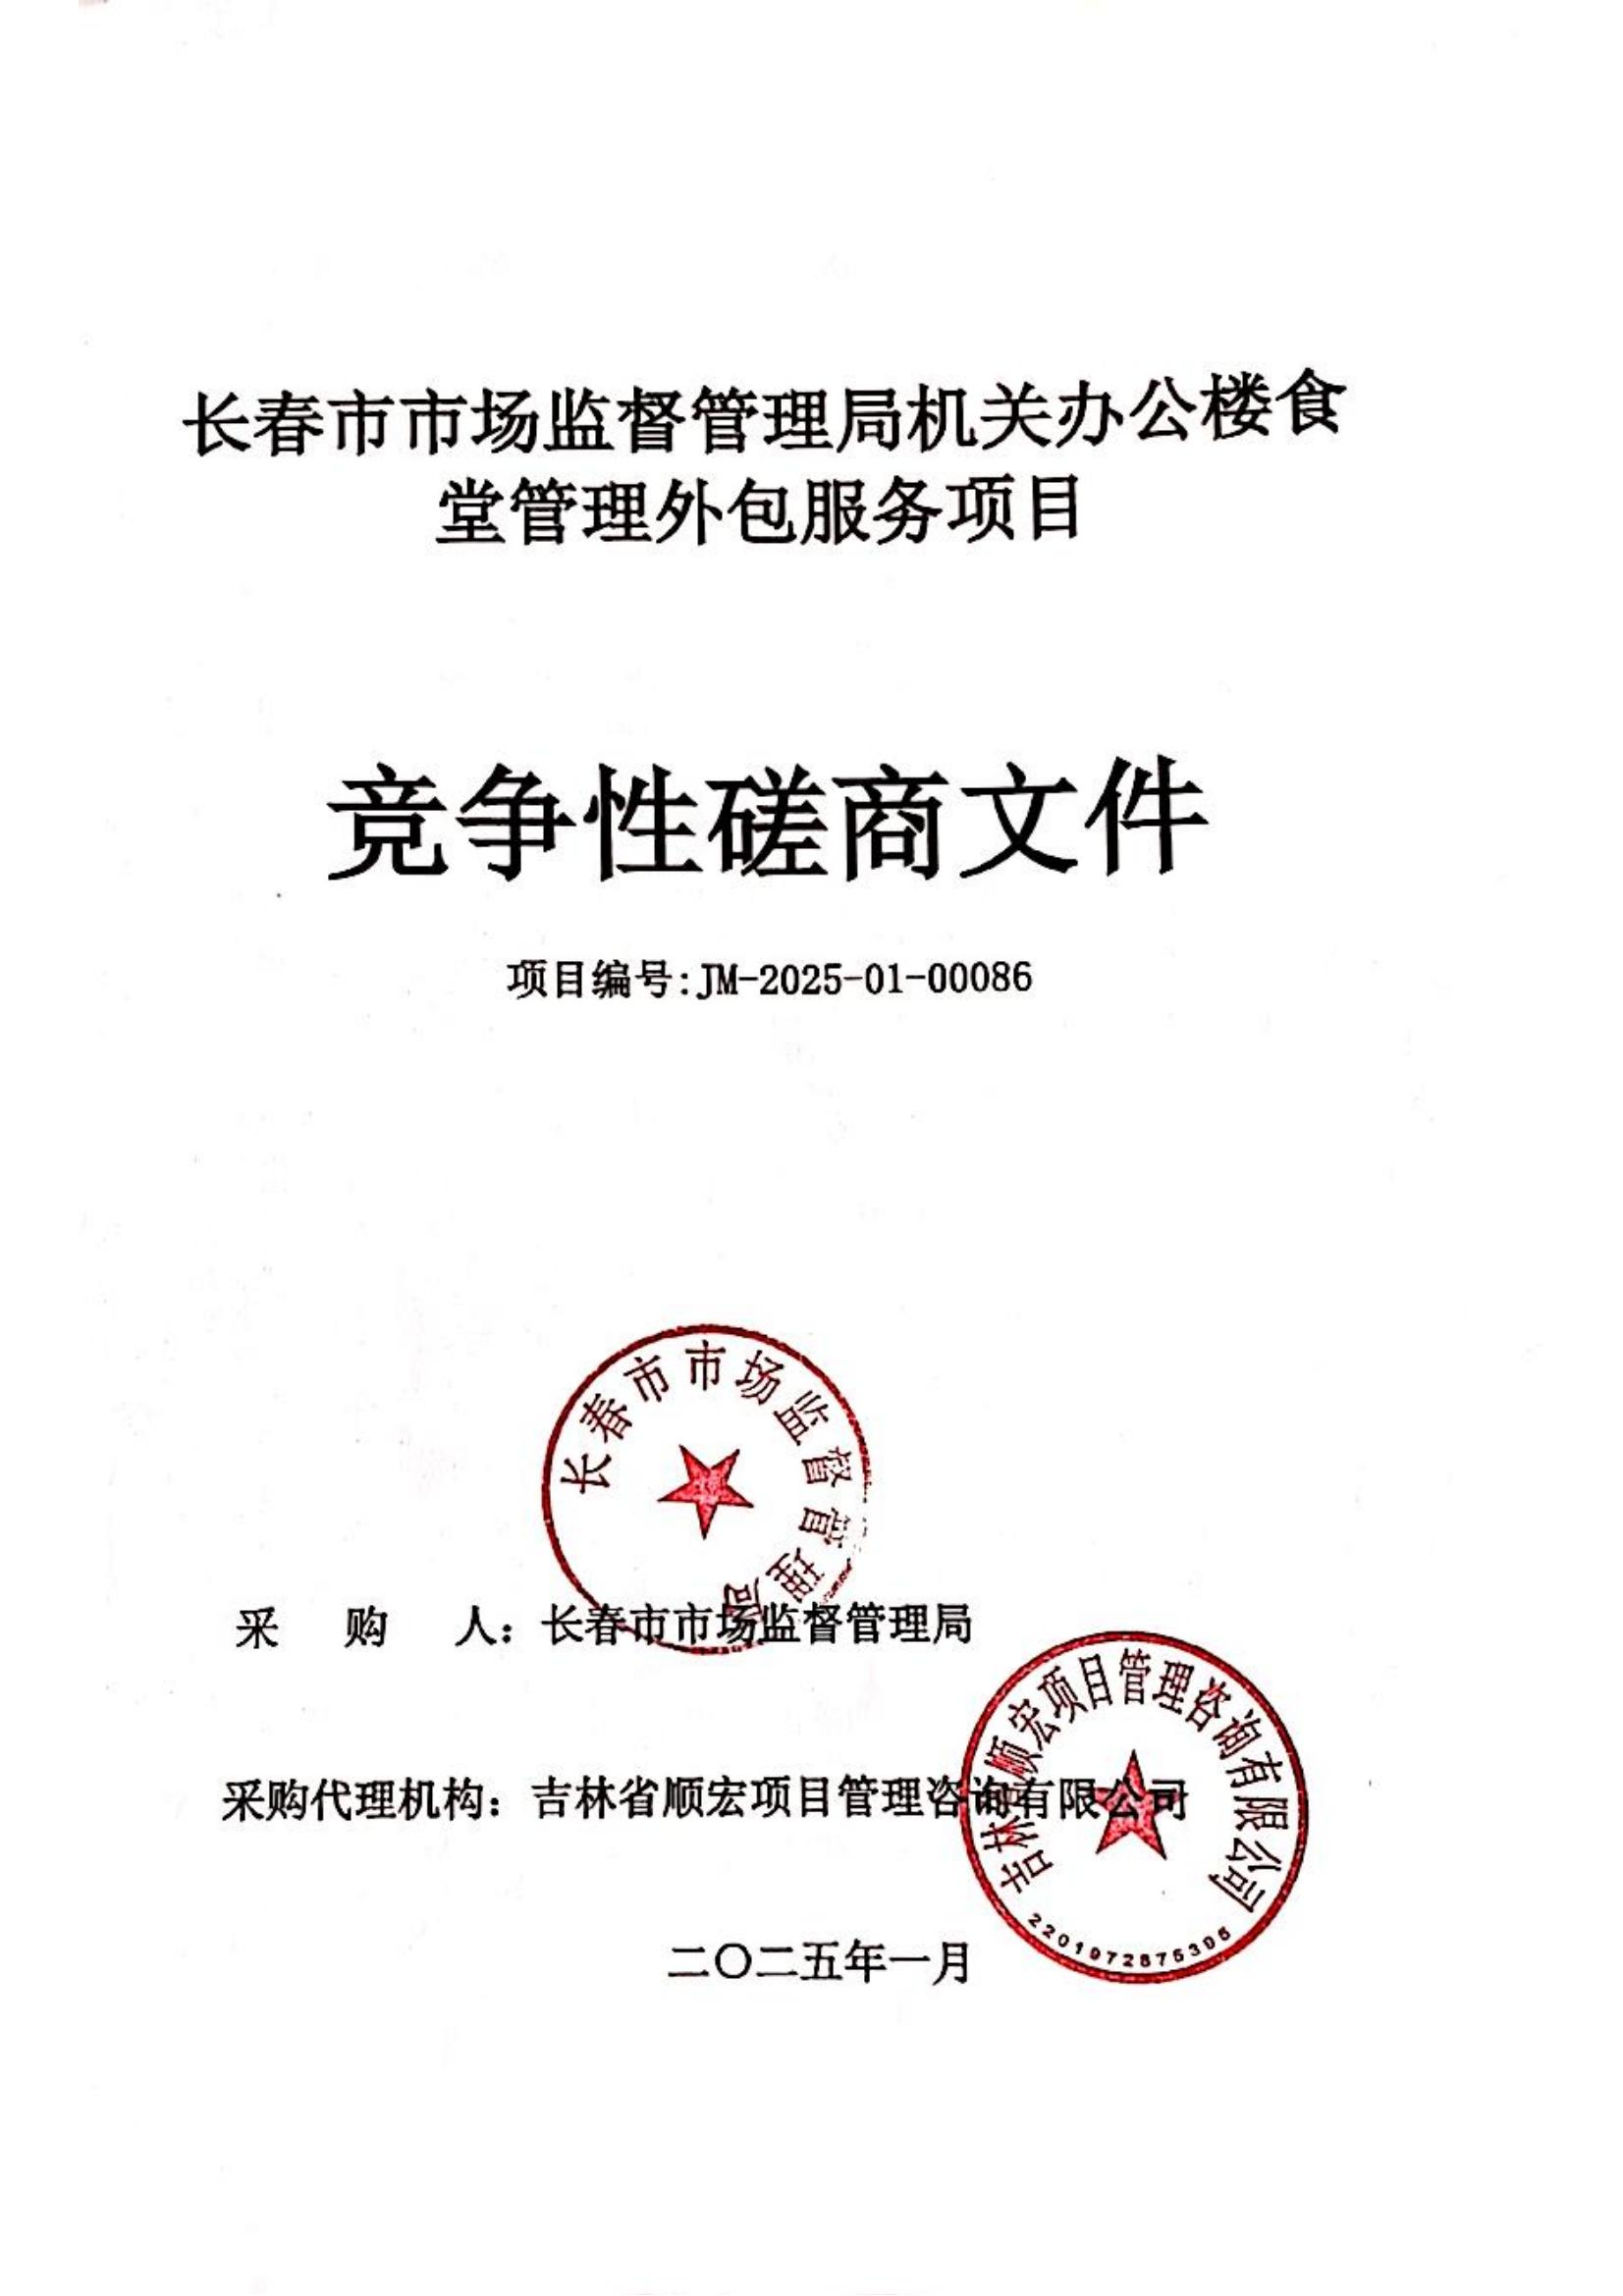 长春市市场监督管理局机关办公楼食
堂管理外包服务项目
竞争性磋商文件
项目编号:JM-2025-01-00086
长春市市场监督管理局
采 购 人：长春市市场监督管理局
吉林省顺宏项目管理咨询有限公司
采购代理机构：吉林省顺宏项目管理咨询有限公司
二〇二五年一月